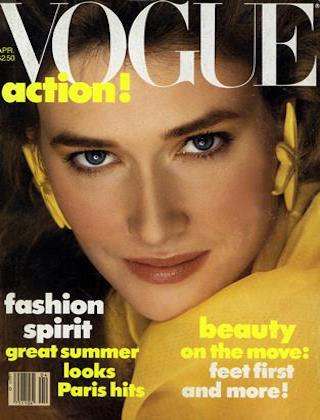 VOGUE
APR.
$2.50
action!
fashion
spirit
great summer
looks
Paris hits
beauty
on the move:
feet first
and more!
04